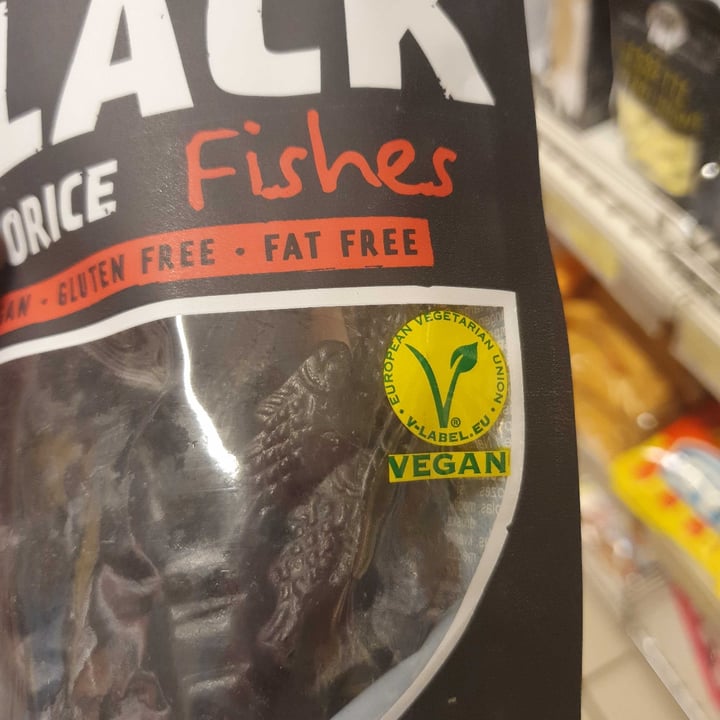 LACK
ORICE Fishes
AN · GLUTEN FREE · FAT FREE
EUROPEAN VEGETARIAN UNION
· V-LABEL.EU ·
VEGAN